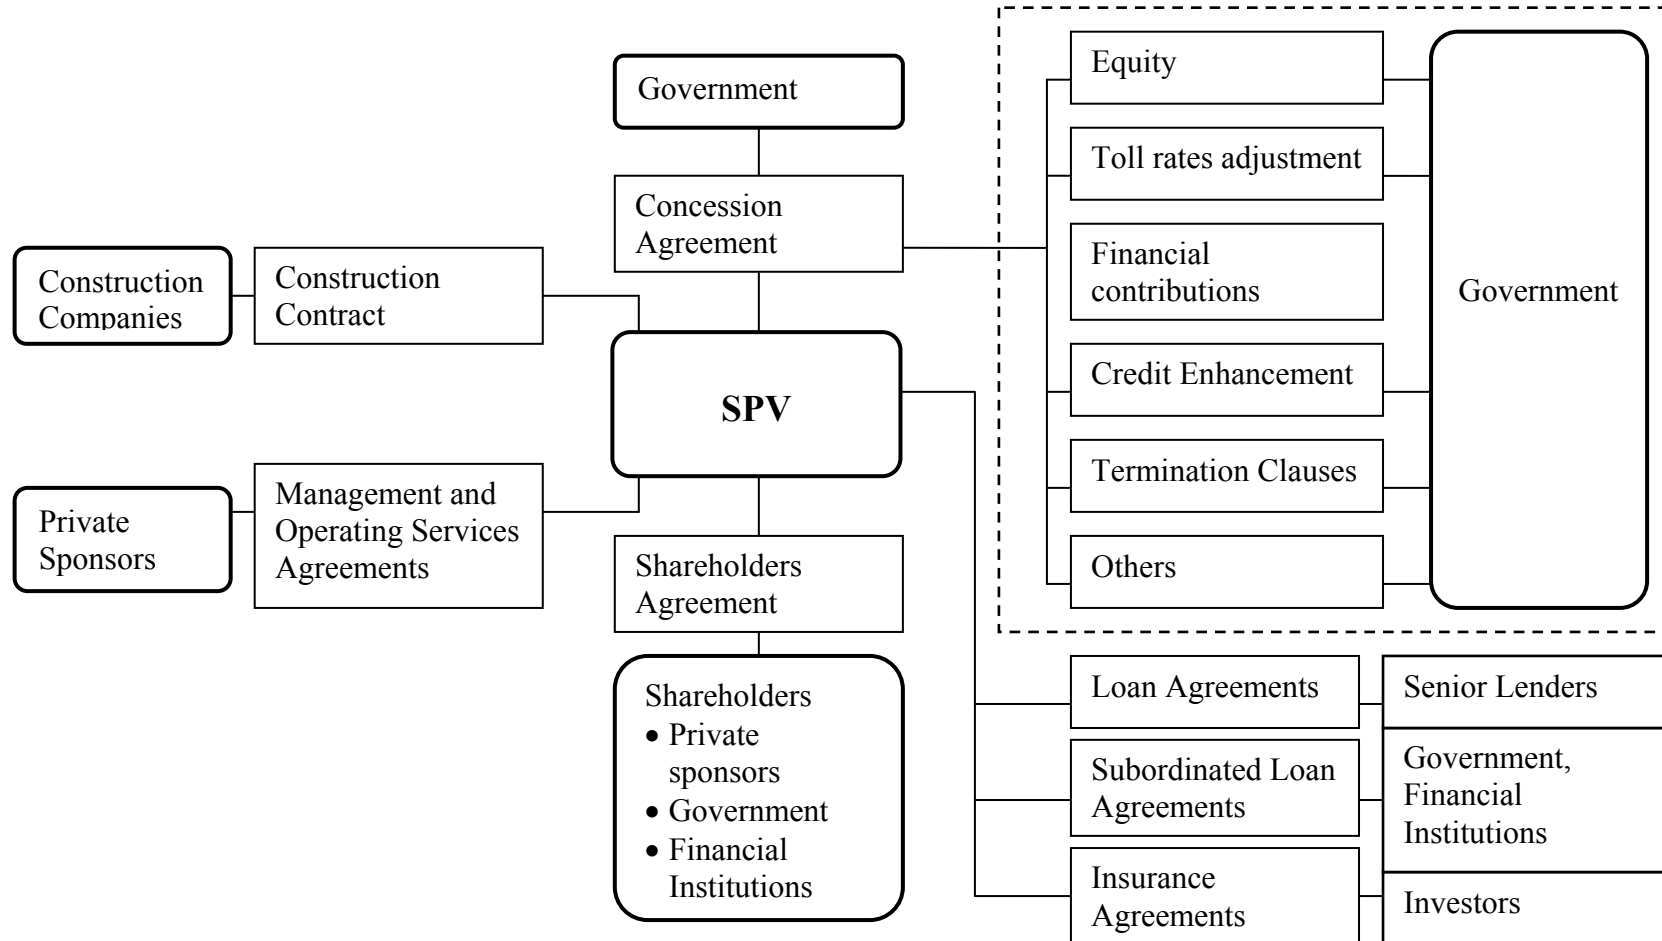 Government
Concession
Agreement
Construction
Companies
Construction
Contract
SPV
Private
Sponsors
Management and
Operating Services
Agreements
Shareholders
Agreement
Shareholders
• Private
sponsors
• Government
• Financial
Institutions
Equity
Toll rates adjustment
Financial
contributions
Credit Enhancement
Termination Clauses
Others
Government
Loan Agreements
Senior Lenders
Subordinated Loan
Agreements
Government,
Financial
Institutions
Insurance
Agreements
Investors